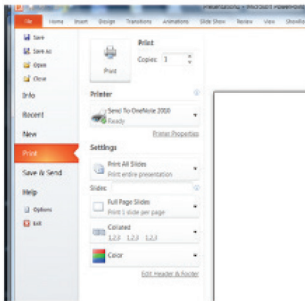 Presentation1 - Microsoft PowerPoint
File Home Insert Design Transitions Animations Slide Show Review View
Save
Save As
Open
Close
Info
Recent
New
Print
Save & Send
Help
Options
Exit
Print
Copies: 1
Print
Printer
Send To OneNote 2010
Ready
Printer Properties
Settings
Print All Slides
Print entire presentation
Slides:
Full Page Slides
Print 1 slide per page
Collated
1,2,3 1,2,3 1,2,3
Color
Edit Header & Footer